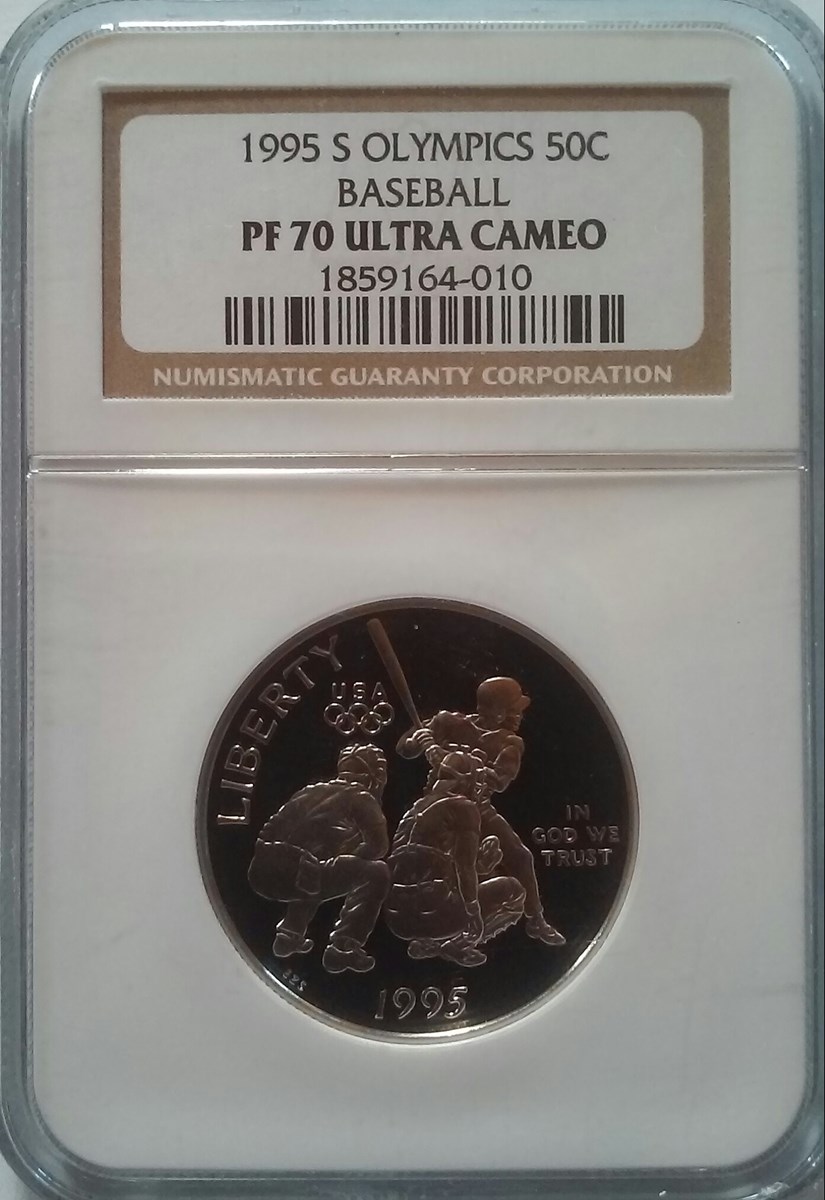 1995 S OLYMPICS 50C
BASEBALL
PF 70 ULTRA CAMEO
1859164-010
NUMISMATIC GUARANTY CORPORATION
LIBERTY
USA
IN
GOD WE
TRUST
1995